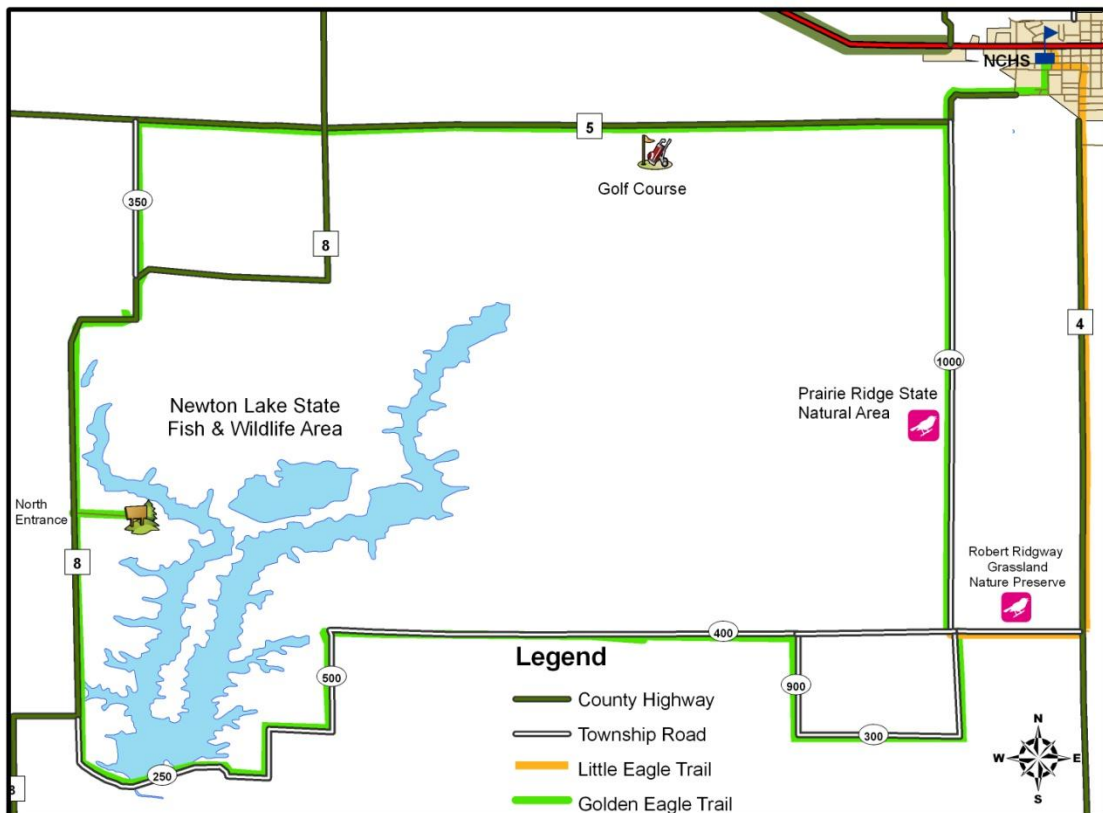 NCHS
5
Golf Course
350
8
4
1000
Prairie Ridge State
Natural Area
Newton Lake State
Fish & Wildlife Area
North
Entrance
8
Robert Ridgway
Grassland
Nature Preserve
400
500
900
300
250
8
Legend
County Highway
Township Road
Little Eagle Trail
Golden Eagle Trail
N
W
E
S